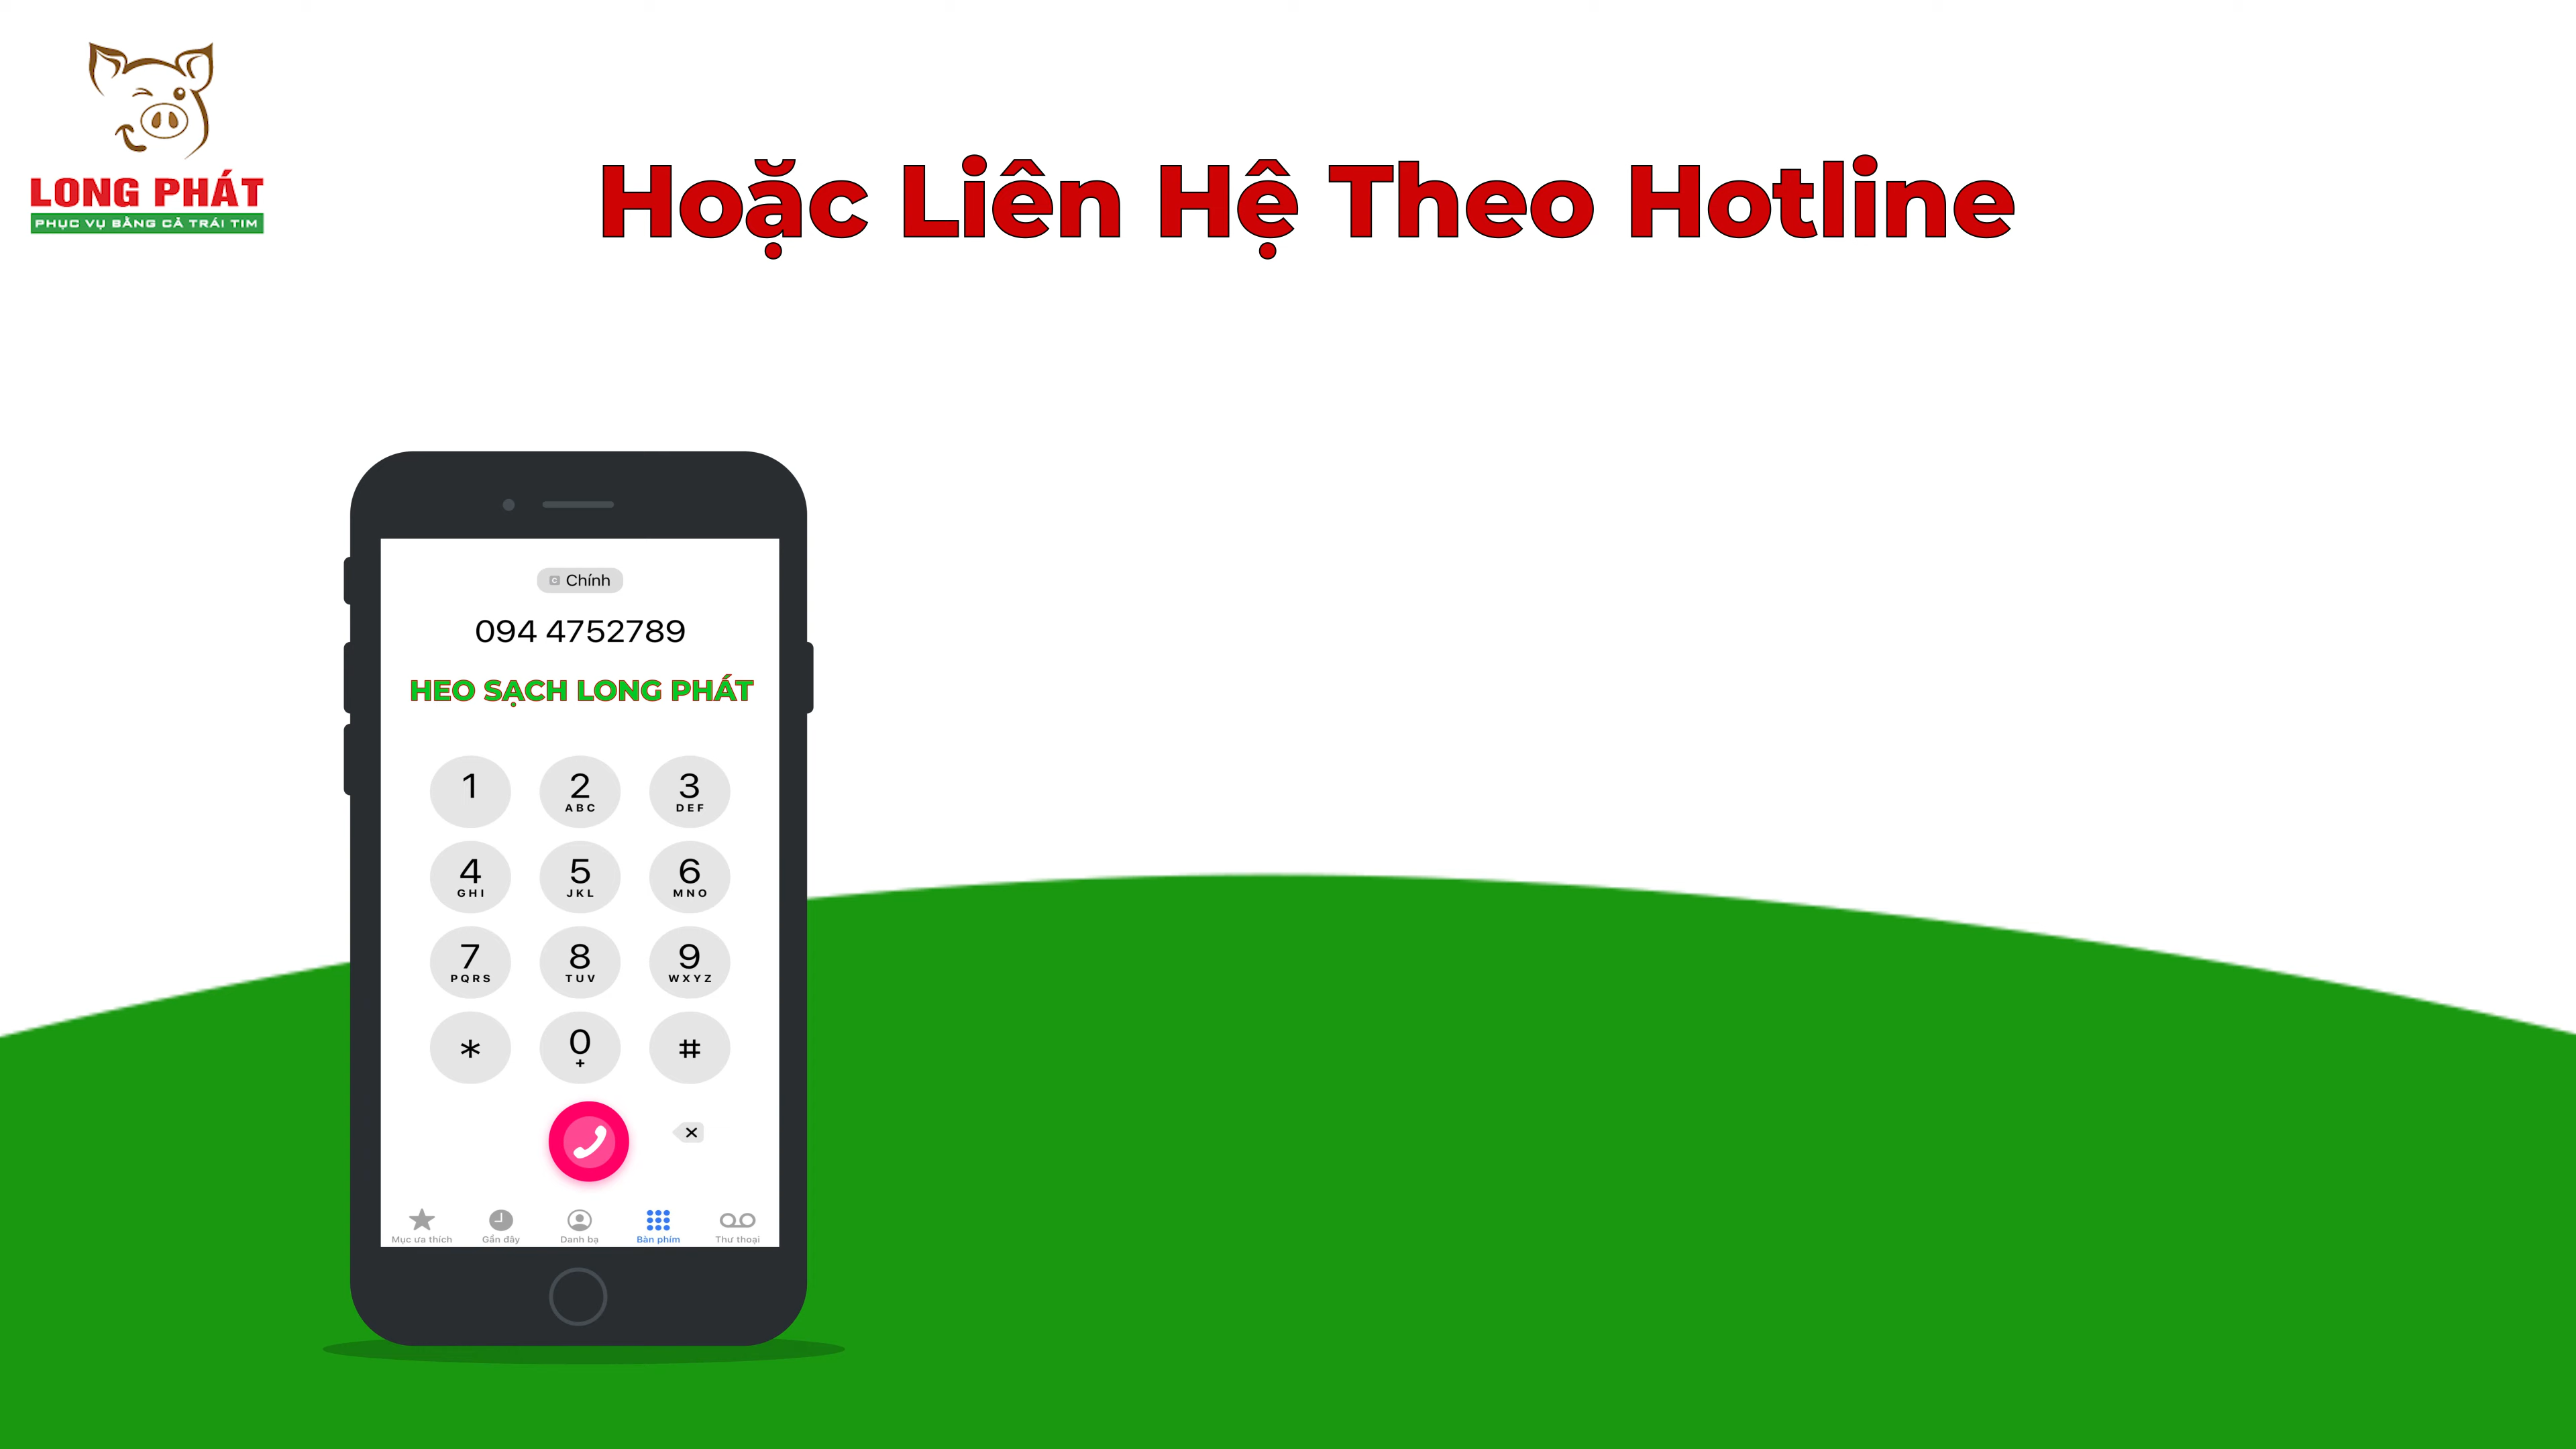 LONG PHÁT
PHỤC VỤ BẰNG CẢ TRÁI TIM
Hoặc Liên Hệ Theo Hotline
C Chính
094 4752789
HEO SẠCH LONG PHÁT
1 2 3
ABC DEF
4 5 6
GHI JKL MNO
7 8 9
PQRS TUV WXYZ
* 0 #
+
Mục ưa thích Gần đây Danh bạ Bàn phím Thư thoại